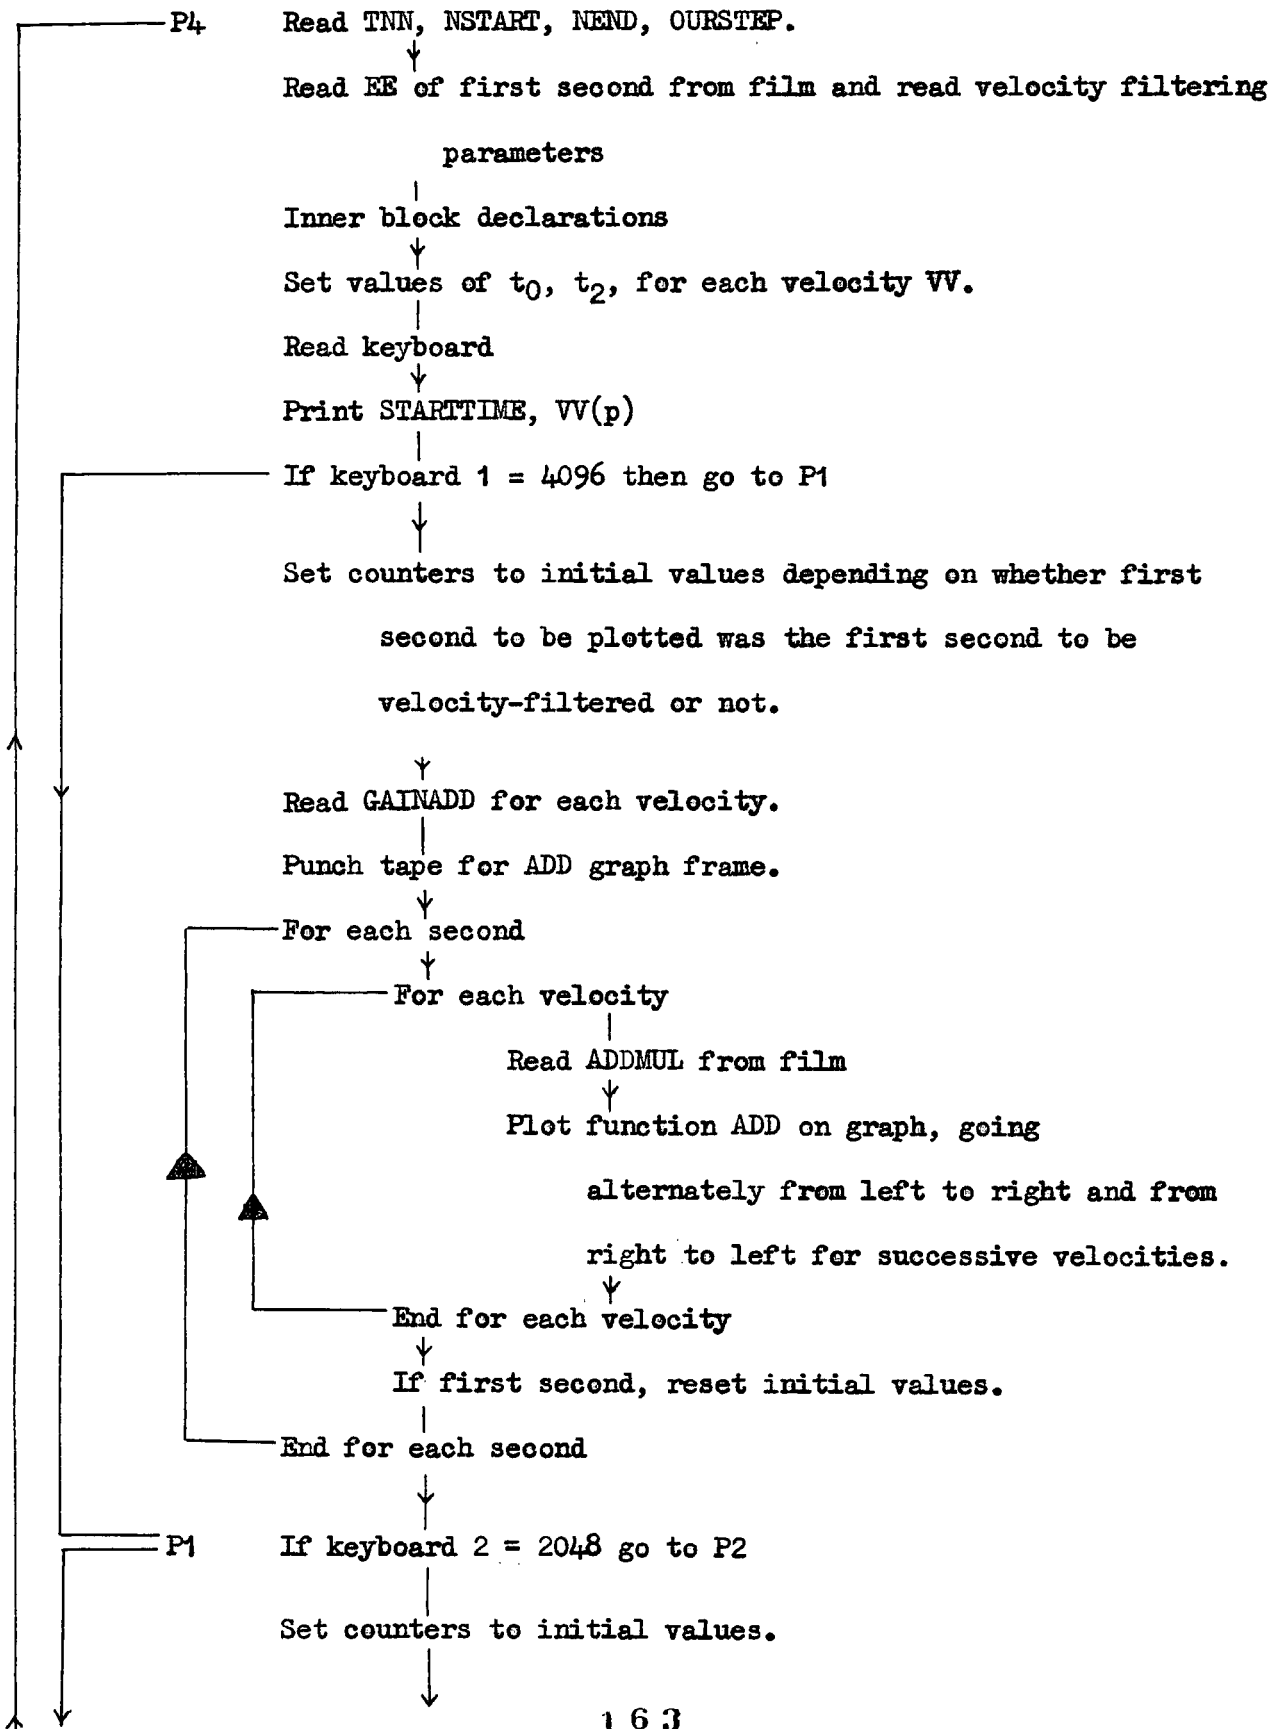 P4 Read TNN, NSTART, NEND, OURSTEP.
Read EE of first second from film and read velocity filtering
parameters
Inner block declarations
Set values of t0, t2, for each velocity VV.
Read keyboard
Print STARTTIME, VV(p)
If keyboard 1 = 4096 then go to P1
Set counters to initial values depending on whether first
second to be plotted was the first second to be
velocity-filtered or not.
Read GAINADD for each velocity.
Punch tape for ADD graph frame.
For each second
For each velocity
Read ADDMUL from film
Plot function ADD on graph, going
alternately from left to right and from
right to left for successive velocities.
End for each velocity
If first second, reset initial values.
End for each second
P1 If keyboard 2 = 2048 go to P2
Set counters to initial values.
163